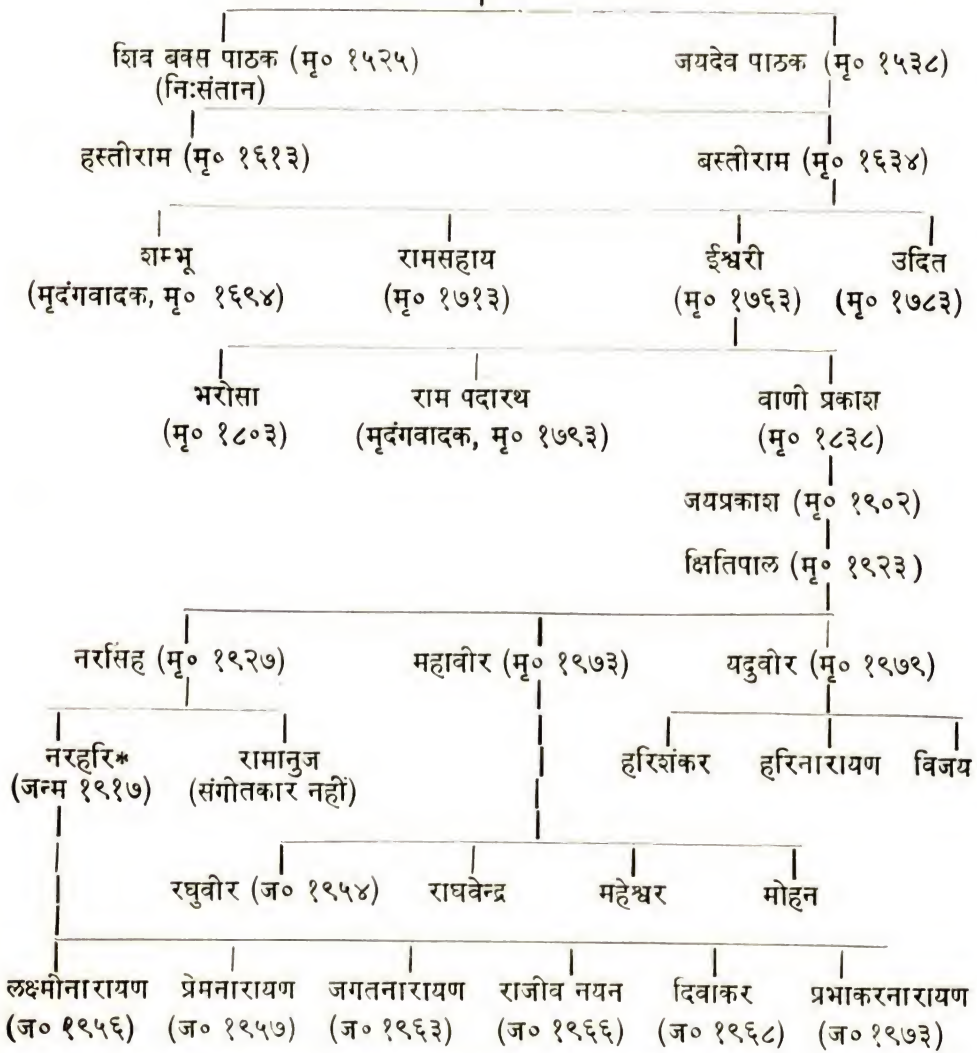 शिव बक्स पाठक (मृ० १५२५) जयदेव पाठक (मृ० १५३८)
(नि:संतान)
हस्तीराम (मृ० १६१३) बस्तीराम (मृ० १६३४)
शम्भू रामसहाय ईश्वरी उदित
(मृदंगवादक, मृ० १६९४) (मृ० १७१३) (मृ० १७६३) (मृ० १७८३)
भरोसा राम पदारथ वाणी प्रकाश
(मृ० १८०३) (मृदंगवादक, मृ० १७९३) (मृ० १८३८)
जयप्रकाश (मृ० १९०२)
क्षितिपाल (मृ० १९२३)
नरसिंह (मृ० १९२७) महावीर (मृ० १९७३) यदुवीर (मृ० १९७९)
नरहरि* रामानुज हरिशंकर हरिनारायण विजय
(जन्म १९१७) (संगीतकार नहीं)
रघुवीर (ज० १९५४) राघवेन्द्र महेश्वर मोहन
लक्ष्मीनारायण प्रेमनारायण जगतनारायण राजीव नयन दिवाकर प्रभाकरनारायण
(ज० १९५६) (ज० १९५७) (ज० १९६३) (ज० १९६६) (ज० १९६८) (ज० १९७३)